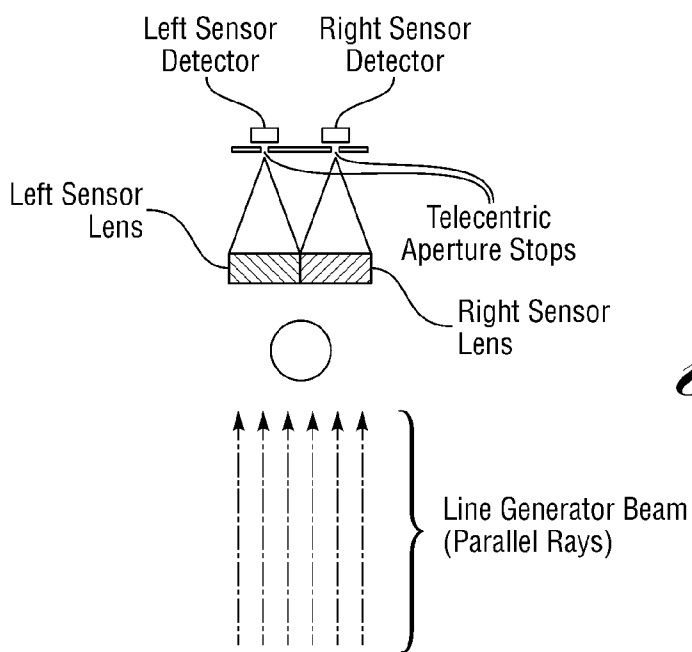 Left Sensor
Detector
Right Sensor
Detector
Left Sensor
Lens
Telecentric
Aperture Stops
Right Sensor
Lens
Line Generator Beam
(Parallel Rays)